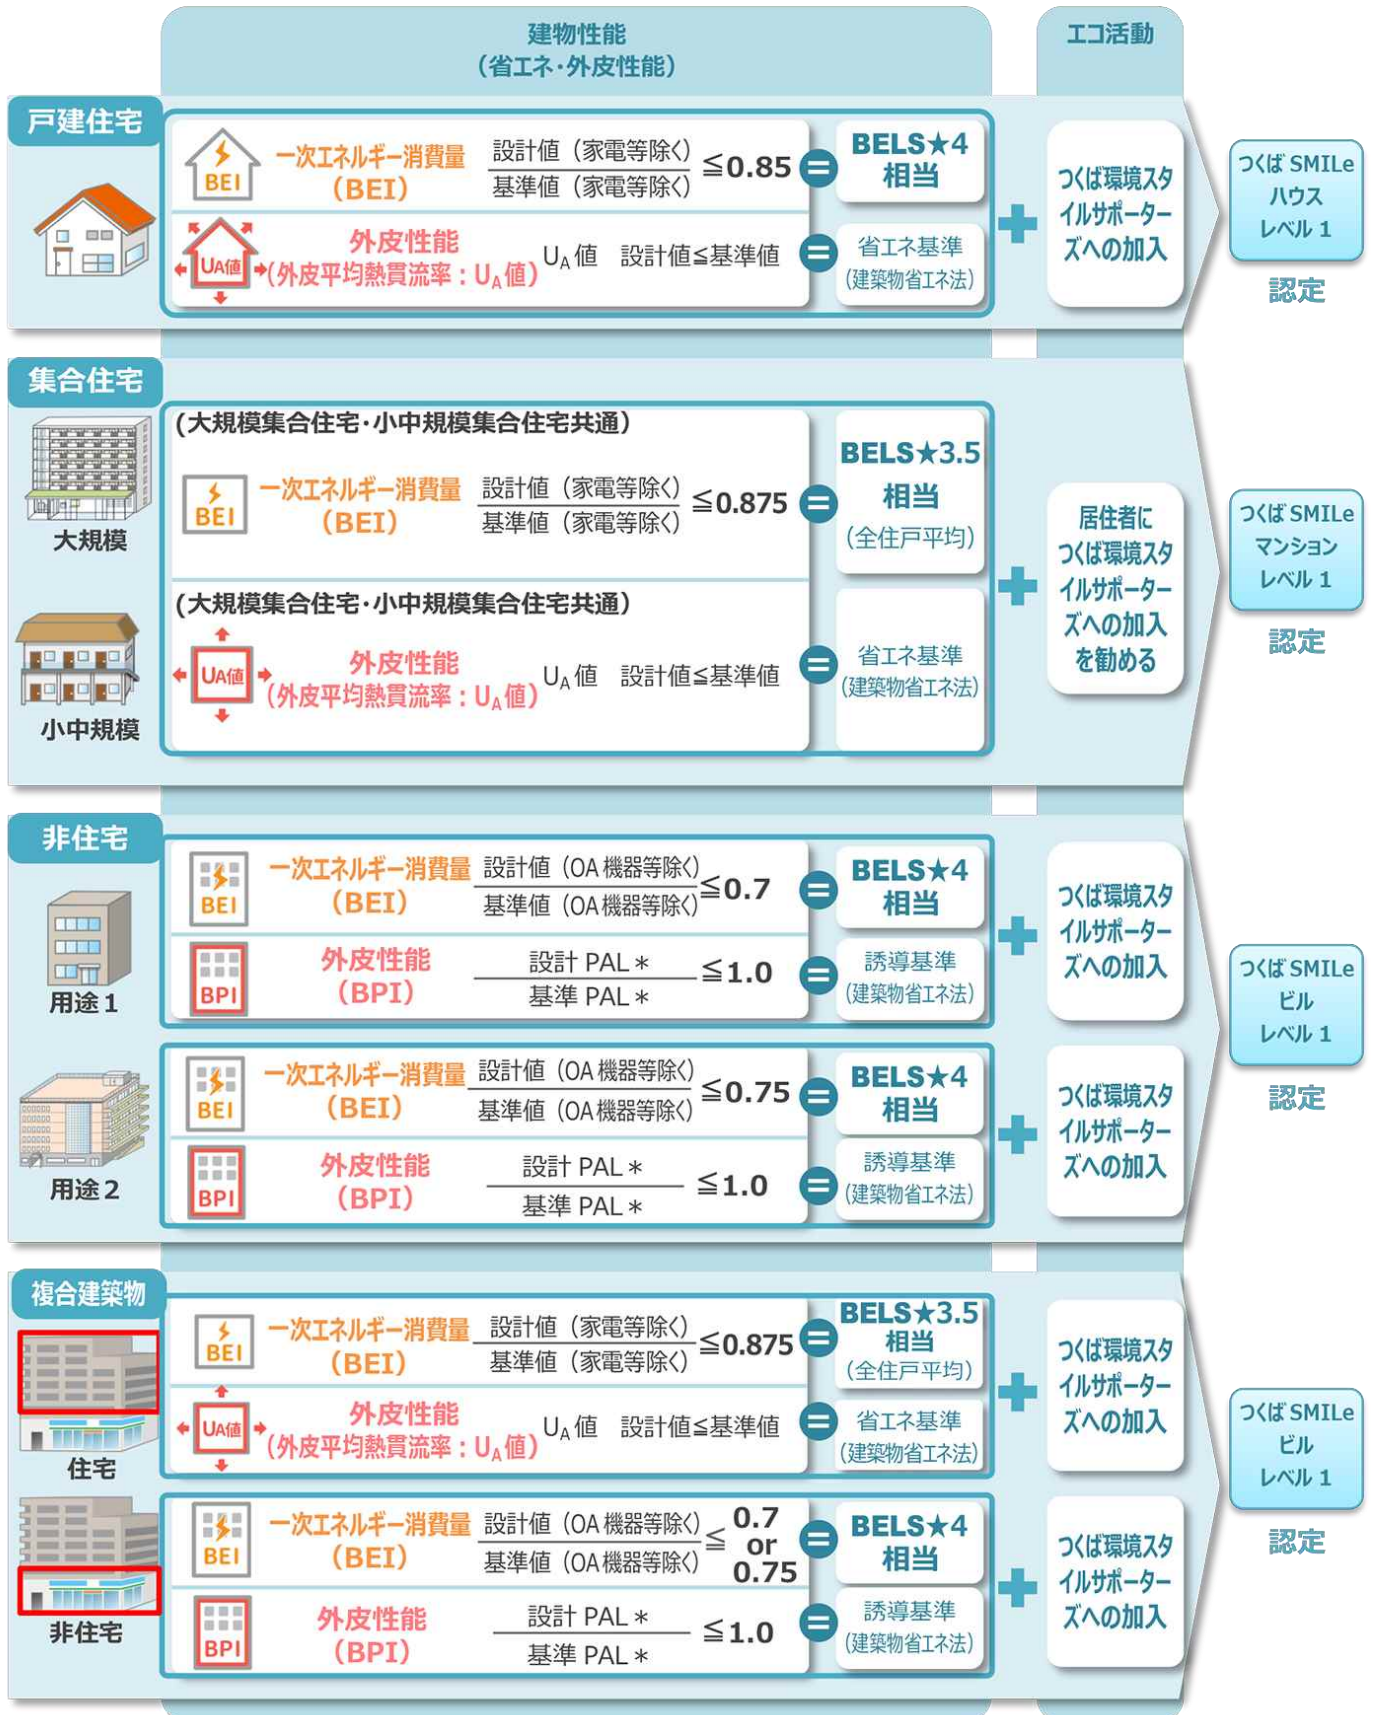 建物性能
（省エネ・外皮性能）
エコ活動
戸建住宅
BEI
一次エネルギー消費量
（BEI）
設計値（家電等除く）
基準値（家電等除く）
≦0.85
=
BELS★4
相当
UA値
外皮性能
（外皮平均熱貫流率：UA値）
UA値　設計値≦基準値
=
省エネ基準
（建築物省エネ法）
つくば環境スタ
イルサポーター
ズへの加入
つくば SMILe
ハウス
レベル 1
認定
集合住宅
大規模
小中規模
(大規模集合住宅・小中規模集合住宅共通）
BEI
一次エネルギー消費量
（BEI）
設計値（家電等除く）
基準値（家電等除く）
≦0.875
=
BELS★3.5
相当
（全住戸平均）
(大規模集合住宅・小中規模集合住宅共通）
UA値
外皮性能
（外皮平均熱貫流率：UA値）
UA値　設計値≦基準値
=
省エネ基準
（建築物省エネ法）
居住者に
つくば環境スタ
イルサポーター
ズへの加入
を勧める
つくば SMILe
マンション
レベル 1
認定
非住宅
用途１
BEI
一次エネルギー消費量
（BEI）
設計値（OA機器等除く）
基準値（OA機器等除く）
≦0.7
=
BELS★4
相当
BPI
外皮性能
（BPI）
設計 PAL＊
基準 PAL＊
≦1.0
=
誘導基準
（建築物省エネ法）
つくば環境スタ
イルサポーター
ズへの加入
用途２
BEI
一次エネルギー消費量
（BEI）
設計値（OA機器等除く）
基準値（OA機器等除く）
≦0.75
=
BELS★4
相当
BPI
外皮性能
（BPI）
設計 PAL＊
基準 PAL＊
≦1.0
=
誘導基準
（建築物省エネ法）
つくば環境スタ
イルサポーター
ズへの加入
つくば SMILe
ビル
レベル 1
認定
複合建築物
住宅
BEI
一次エネルギー消費量
（BEI）
設計値（家電等除く）
基準値（家電等除く）
≦0.875
=
BELS★3.5
相当
（全住戸平均）
UA値
外皮性能
（外皮平均熱貫流率：UA値）
UA値　設計値≦基準値
=
省エネ基準
（建築物省エネ法）
つくば環境スタ
イルサポーター
ズへの加入
非住宅
BEI
一次エネルギー消費量
（BEI）
設計値（OA機器等除く）
基準値（OA機器等除く）
≦
0.7
or
0.75
=
BELS★4
相当
BPI
外皮性能
（BPI）
設計 PAL＊
基準 PAL＊
≦1.0
=
誘導基準
（建築物省エネ法）
つくば環境スタ
イルサポーター
ズへの加入
つくば SMILe
ビル
レベル 1
認定